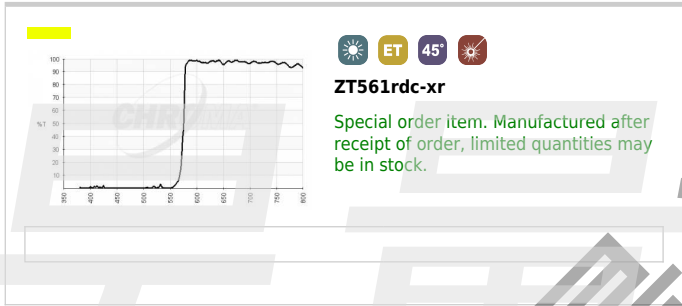 ET 45°
ZT561rdc-xr
Special order item. Manufactured after
receipt of order, limited quantities may
be in stock.
100
90
80
70
60
%T 50
40
30
20
10
350 400 450 500 550 600 650 700 750 800
CHROMA